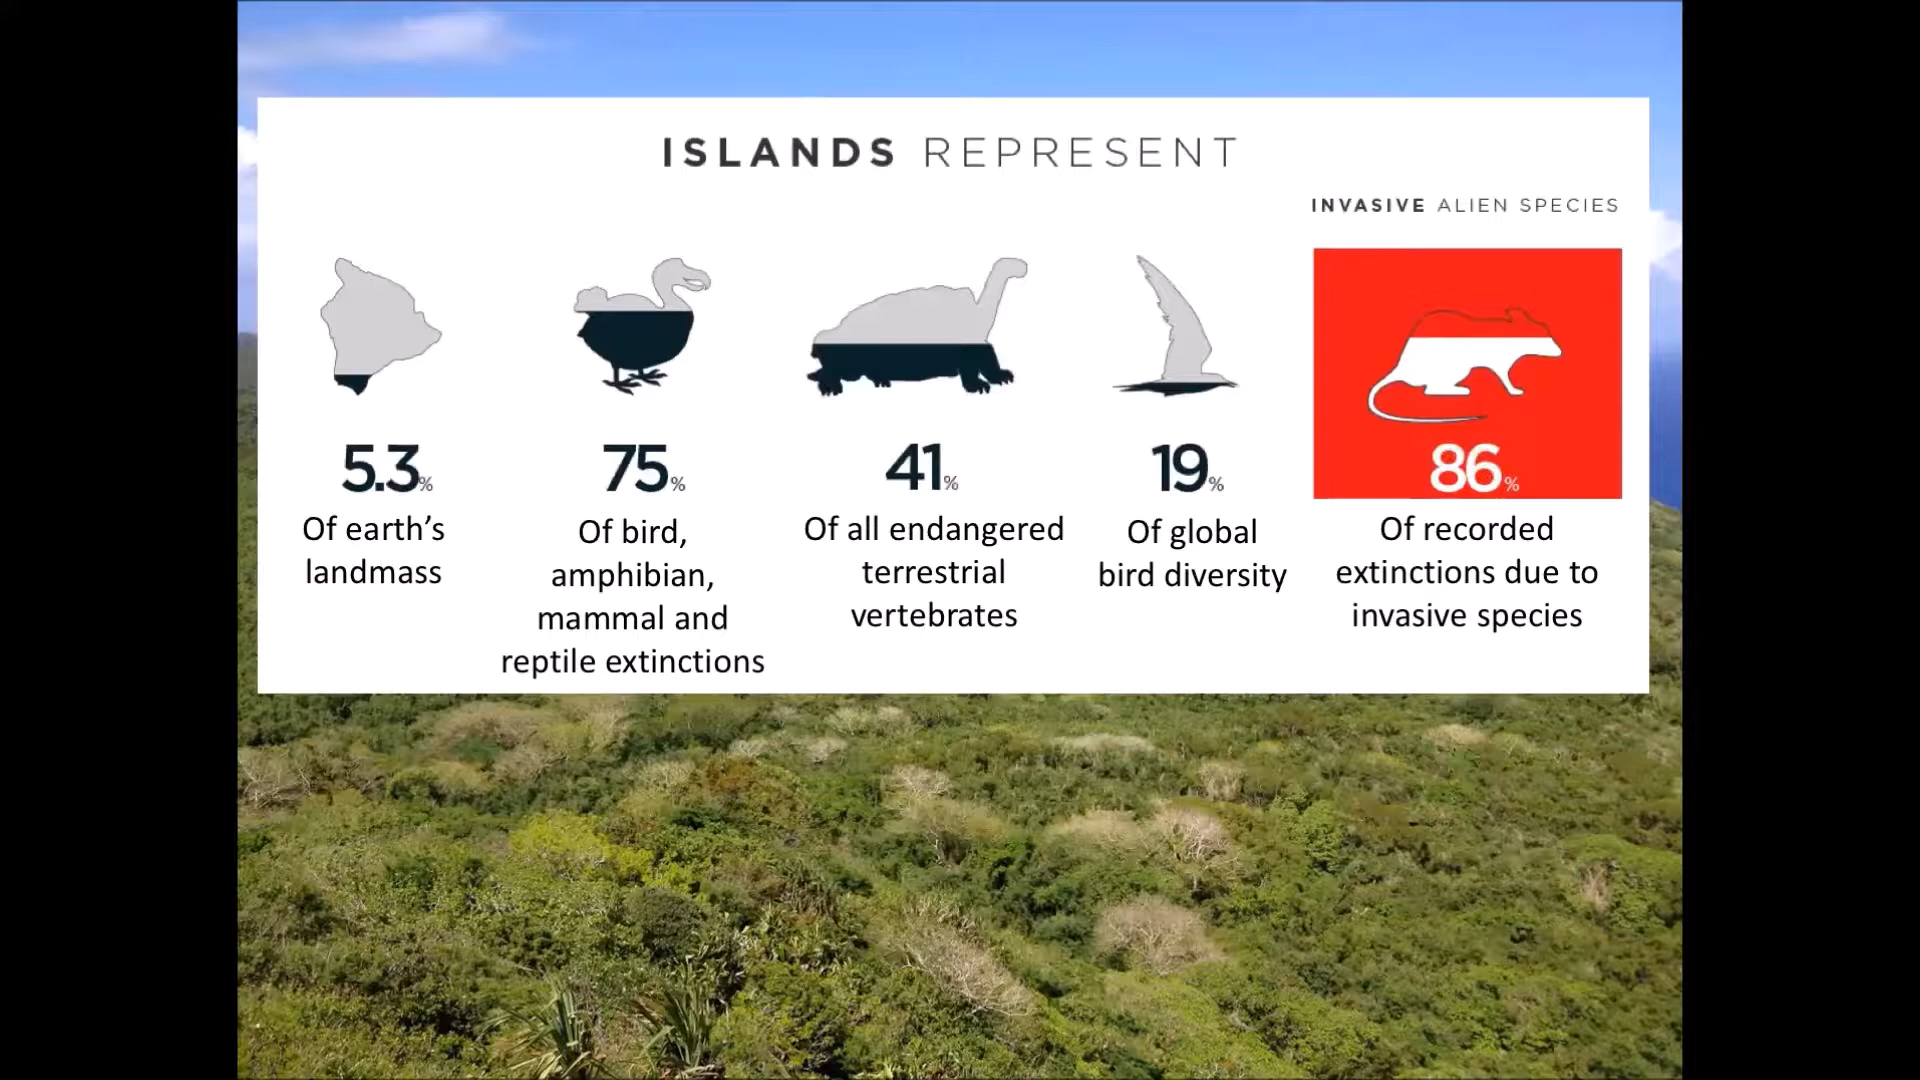 ISLANDS REPRESENT
INVASIVE ALIEN SPECIES
5.3%
Of earth's
landmass
75%
Of bird,
amphibian,
mammal and
reptile extinctions
41%
Of all endangered
terrestrial
vertebrates
19%
Of global
bird diversity
86%
Of recorded
extinctions due to
invasive species